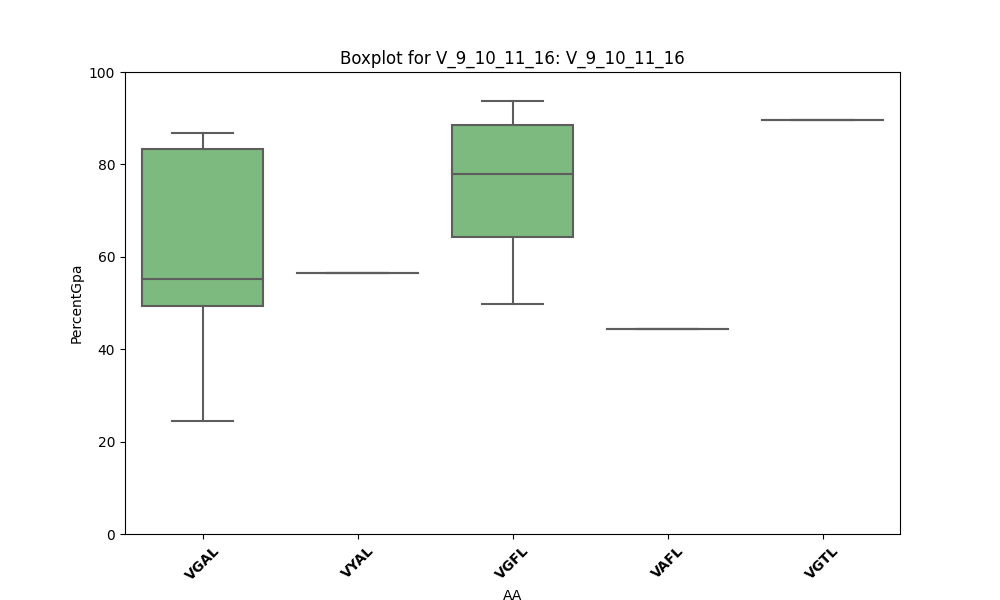 Boxplot for V_9_10_11_16: V_9_10_11_16
100
80
60
40
20
0
PercentGpa
VGAL
VYAL
VGFL
VAFL
VGTL
AA